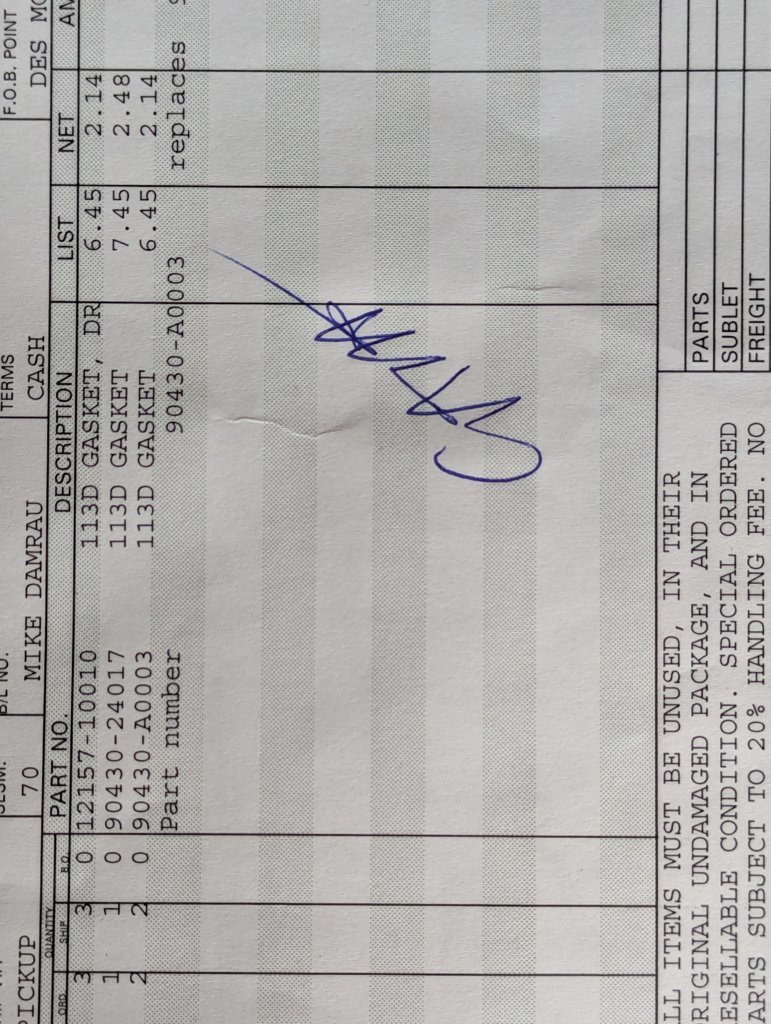 F.O.B. POINT
DES MO
TERMS
CASH
B/L NO.
MIKE DAMRAU
SLSM.
70
PICKUP
QUANTITY
ORD SHIP B.O. PART NO. DESCRIPTION LIST NET AM
3 3 0 12157-10010 113D GASKET, DR 6.45 2.14
1 1 0 90430-24017 113D GASKET 7.45 2.48
2 2 0 90430-A0003 113D GASKET 6.45 2.14
Part number 90430-A0003 replaces
LL ITEMS MUST BE UNUSED, IN THEIR
RIGINAL UNDAMAGED PACKAGE, AND IN
ESELLABLE CONDITION. SPECIAL ORDERED
ARTS SUBJECT TO 20% HANDLING FEE. NO
PARTS
SUBLET
FREIGHT